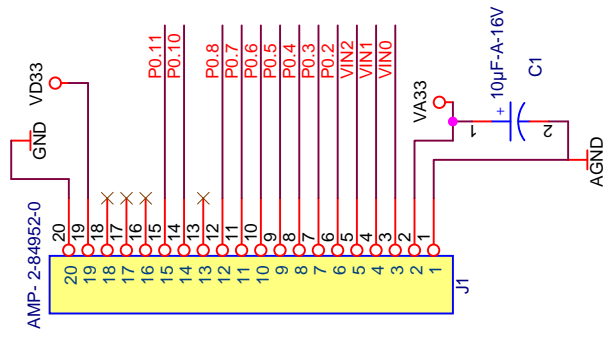 AMP- 2-84952-0
GND
VD33
P0.11
P0.10
P0.8
P0.7
P0.6
P0.5
P0.4
P0.3
P0.2
VIN2
VIN1
VIN0
VA33
10µF-A-16V
C1
+
1
2
AGND
20
19
18
17
16
15
14
13
12
11
10
9
8
7
6
5
4
3
2
1
20
19
18
17
16
15
14
13
12
11
10
9
8
7
6
5
4
3
2
1
J1